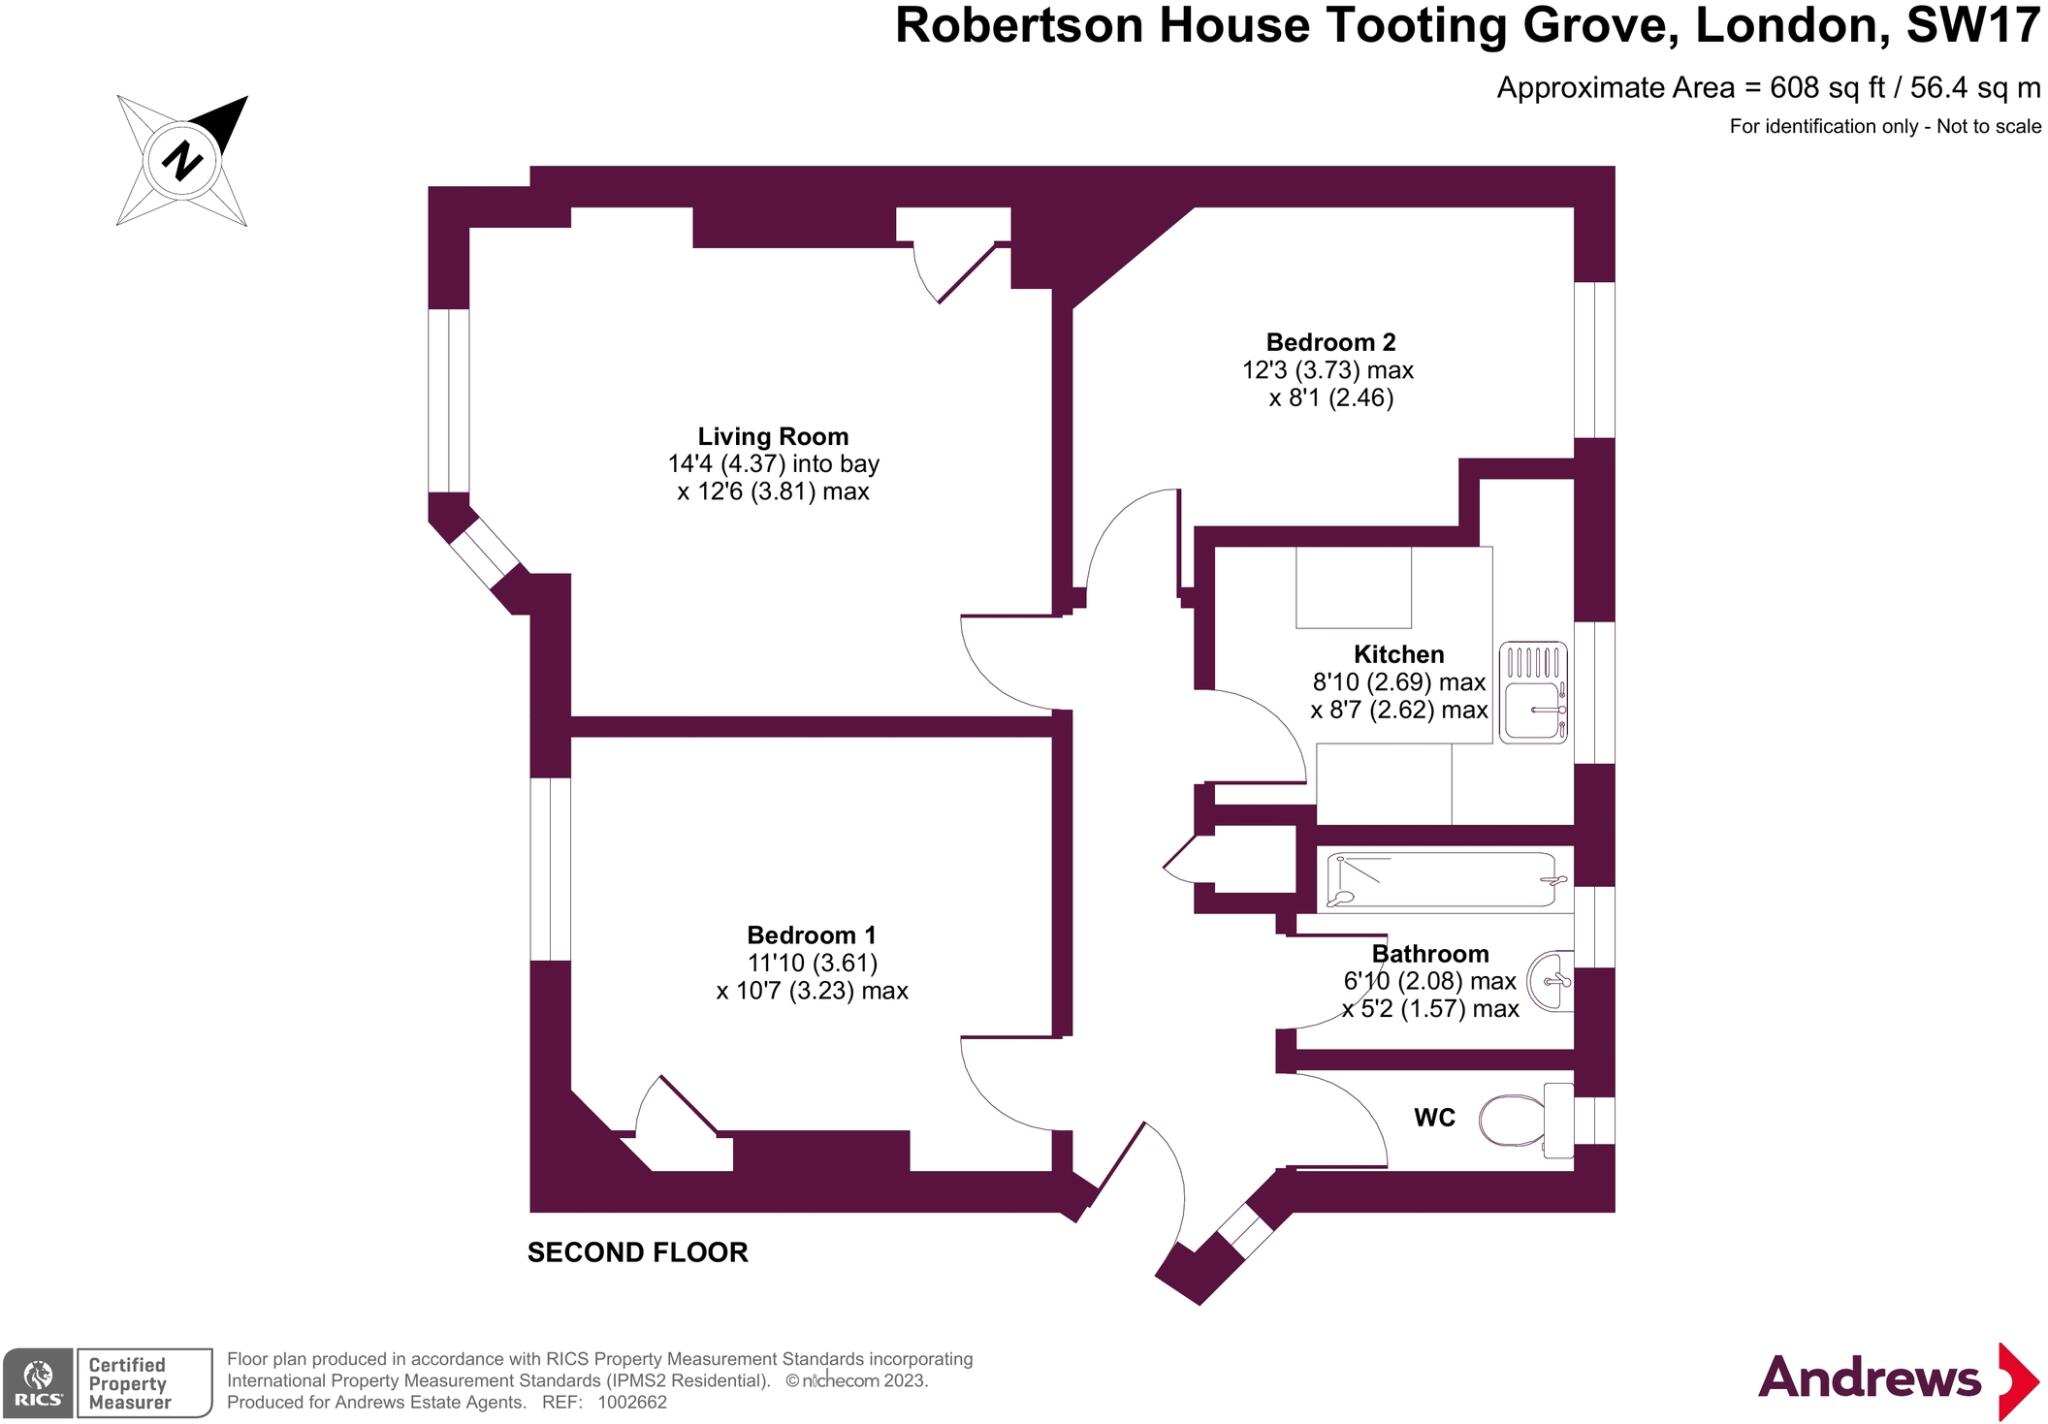 Robertson House Tooting Grove, London, SW17
Approximate Area = 608 sq ft / 56.4 sq m
For identification only - Not to scale
N
Bedroom 2
12'3 (3.73) max
x 8'1 (2.46)
Living Room
14'4 (4.37) into bay
x 12'6 (3.81) max
Kitchen
8'10 (2.69) max
x 8'7 (2.62) max
Bedroom 1
11'10 (3.61)
x 10'7 (3.23) max
Bathroom
6'10 (2.08) max
x 5'2 (1.57) max
WC
SECOND FLOOR
RICS
Certified
Property
Measurer
Floor plan produced in accordance with RICS Property Measurement Standards incorporating
International Property Measurement Standards (IPMS2 Residential). © nichecom 2023.
Produced for Andrews Estate Agents. REF: 1002662
Andrews